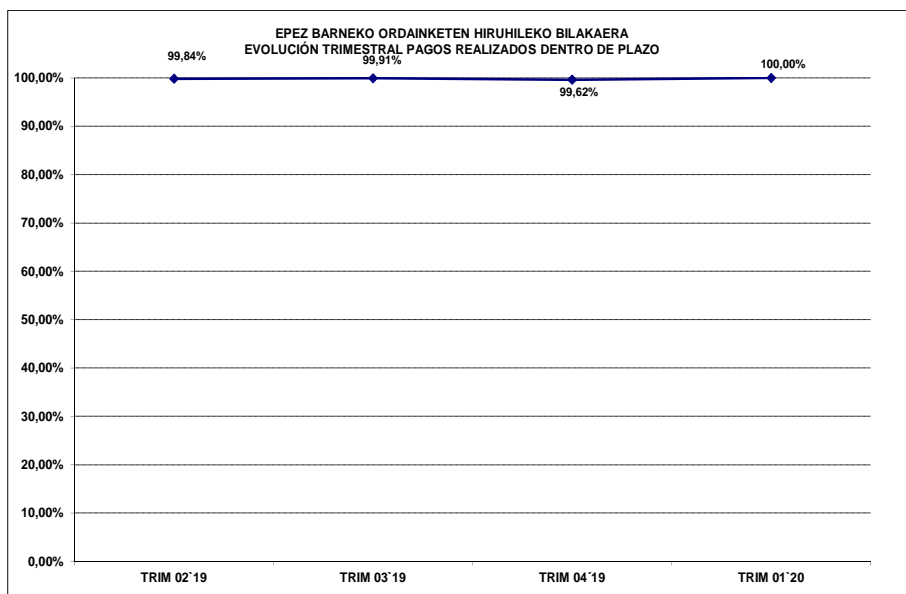 EPEZ BARNEKO ORDAINKETEN HIRUHILEKO BILAKAERA
EVOLUCIÓN TRIMESTRAL PAGOS REALIZADOS DENTRO DE PLAZO
99,84%
99,91%
99,62%
100,00%
100,00%
90,00%
80,00%
70,00%
60,00%
50,00%
40,00%
30,00%
20,00%
10,00%
0,00%
TRIM 02`19
TRIM 03`19
TRIM 04´19
TRIM 01`20